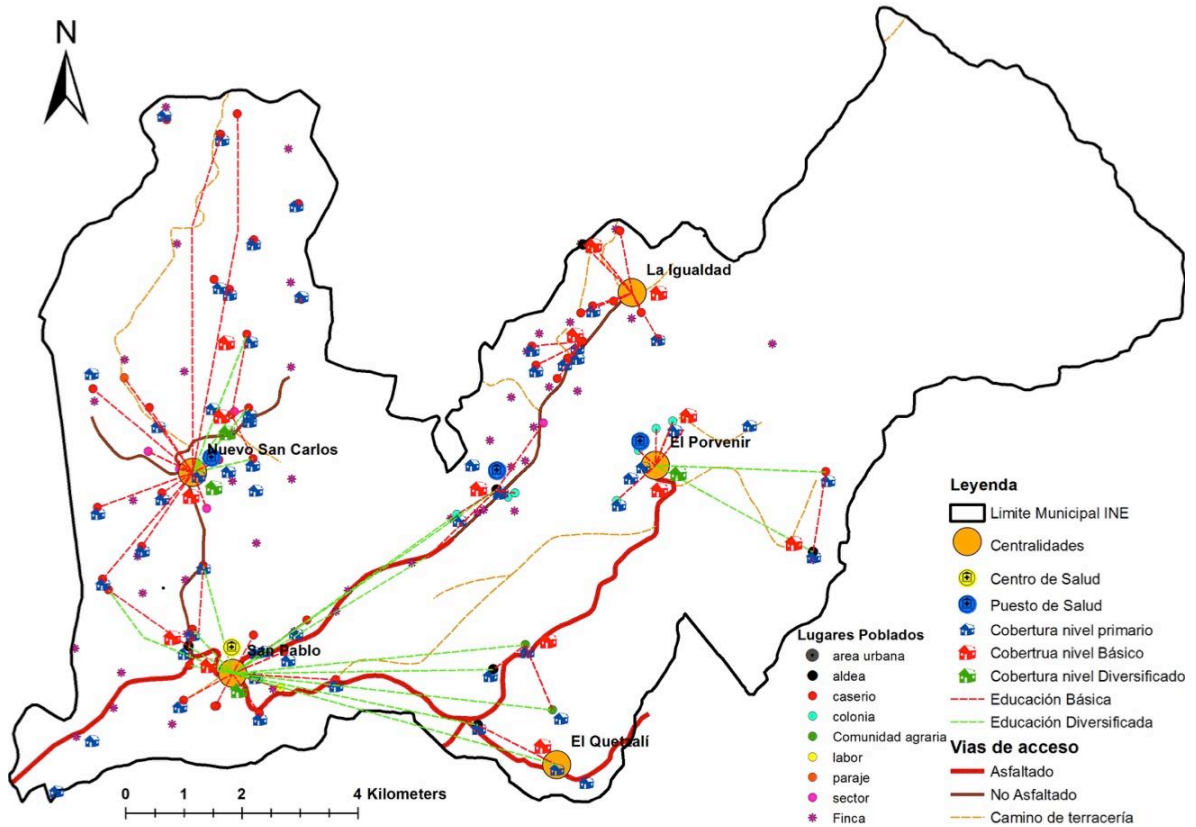 N
La Igualdad
Nuevo San Carlos
El Porvenir
San Pablo
El Quetzalí
0 1 2 4 Kilometers
Lugares Poblados
area urbana
aldea
caserio
colonia
Comunidad agraria
labor
paraje
sector
Finca
Leyenda
Limite Municipal INE
Centralidades
Centro de Salud
Puesto de Salud
Cobertura nivel primario
Cobertrua nivel Básico
Cobertura nivel Diversificado
Educación Básica
Educación Diversificada
Vias de acceso
Asfaltado
No Asfaltado
Camino de terracería